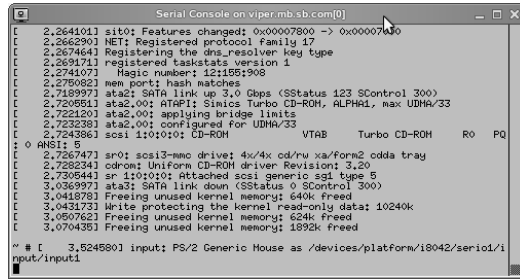 Serial Console on viper.mb.sb.com[0]
[    2.264101] sit0: Features changed: 0x00007800 -> 0x00007
[    2.266290] NET: Registered protocol family 17
[    2.267464] Registering the dns_resolver key type
[    2.269171] registered taskstats version 1
[    2.274107]   Magic number: 12:155:908
[    2.275082] mem port: hash matches
[    2.718997] ata2: SATA link up 3.0 Gbps (SStatus 123 SControl 300)
[    2.720551] ata2.00: ATAPI: Simics Turbo CD-ROM, ALPHA1, max UDMA/33
[    2.722120] ata2.00: applying bridge limits
[    2.723238] ata2.00: configured for UDMA/33
[    2.724386] scsi 1:0:0:0: CD-ROM            VTAB     Turbo CD-ROM     R0   PQ
: 0 ANSI: 5
[    2.726747] sr0: scsi3-mmc drive: 4x/4x cd/rw xa/form2 cdda tray
[    2.728234] cdrom: Uniform CD-ROM driver Revision: 3.20
[    2.730544] sr 1:0:0:0: Attached scsi generic sg1 type 5
[    3.036997] ata3: SATA link down (SStatus 0 SControl 300)
[    3.041878] Freeing unused kernel memory: 640k freed
[    3.043173] Write protecting the kernel read-only data: 10240k
[    3.050762] Freeing unused kernel memory: 624k freed
[    3.070435] Freeing unused kernel memory: 1892k freed
~ # [    3.524580] input: PS/2 Generic Mouse as /devices/platform/i8042/serio1/i
nput/input1